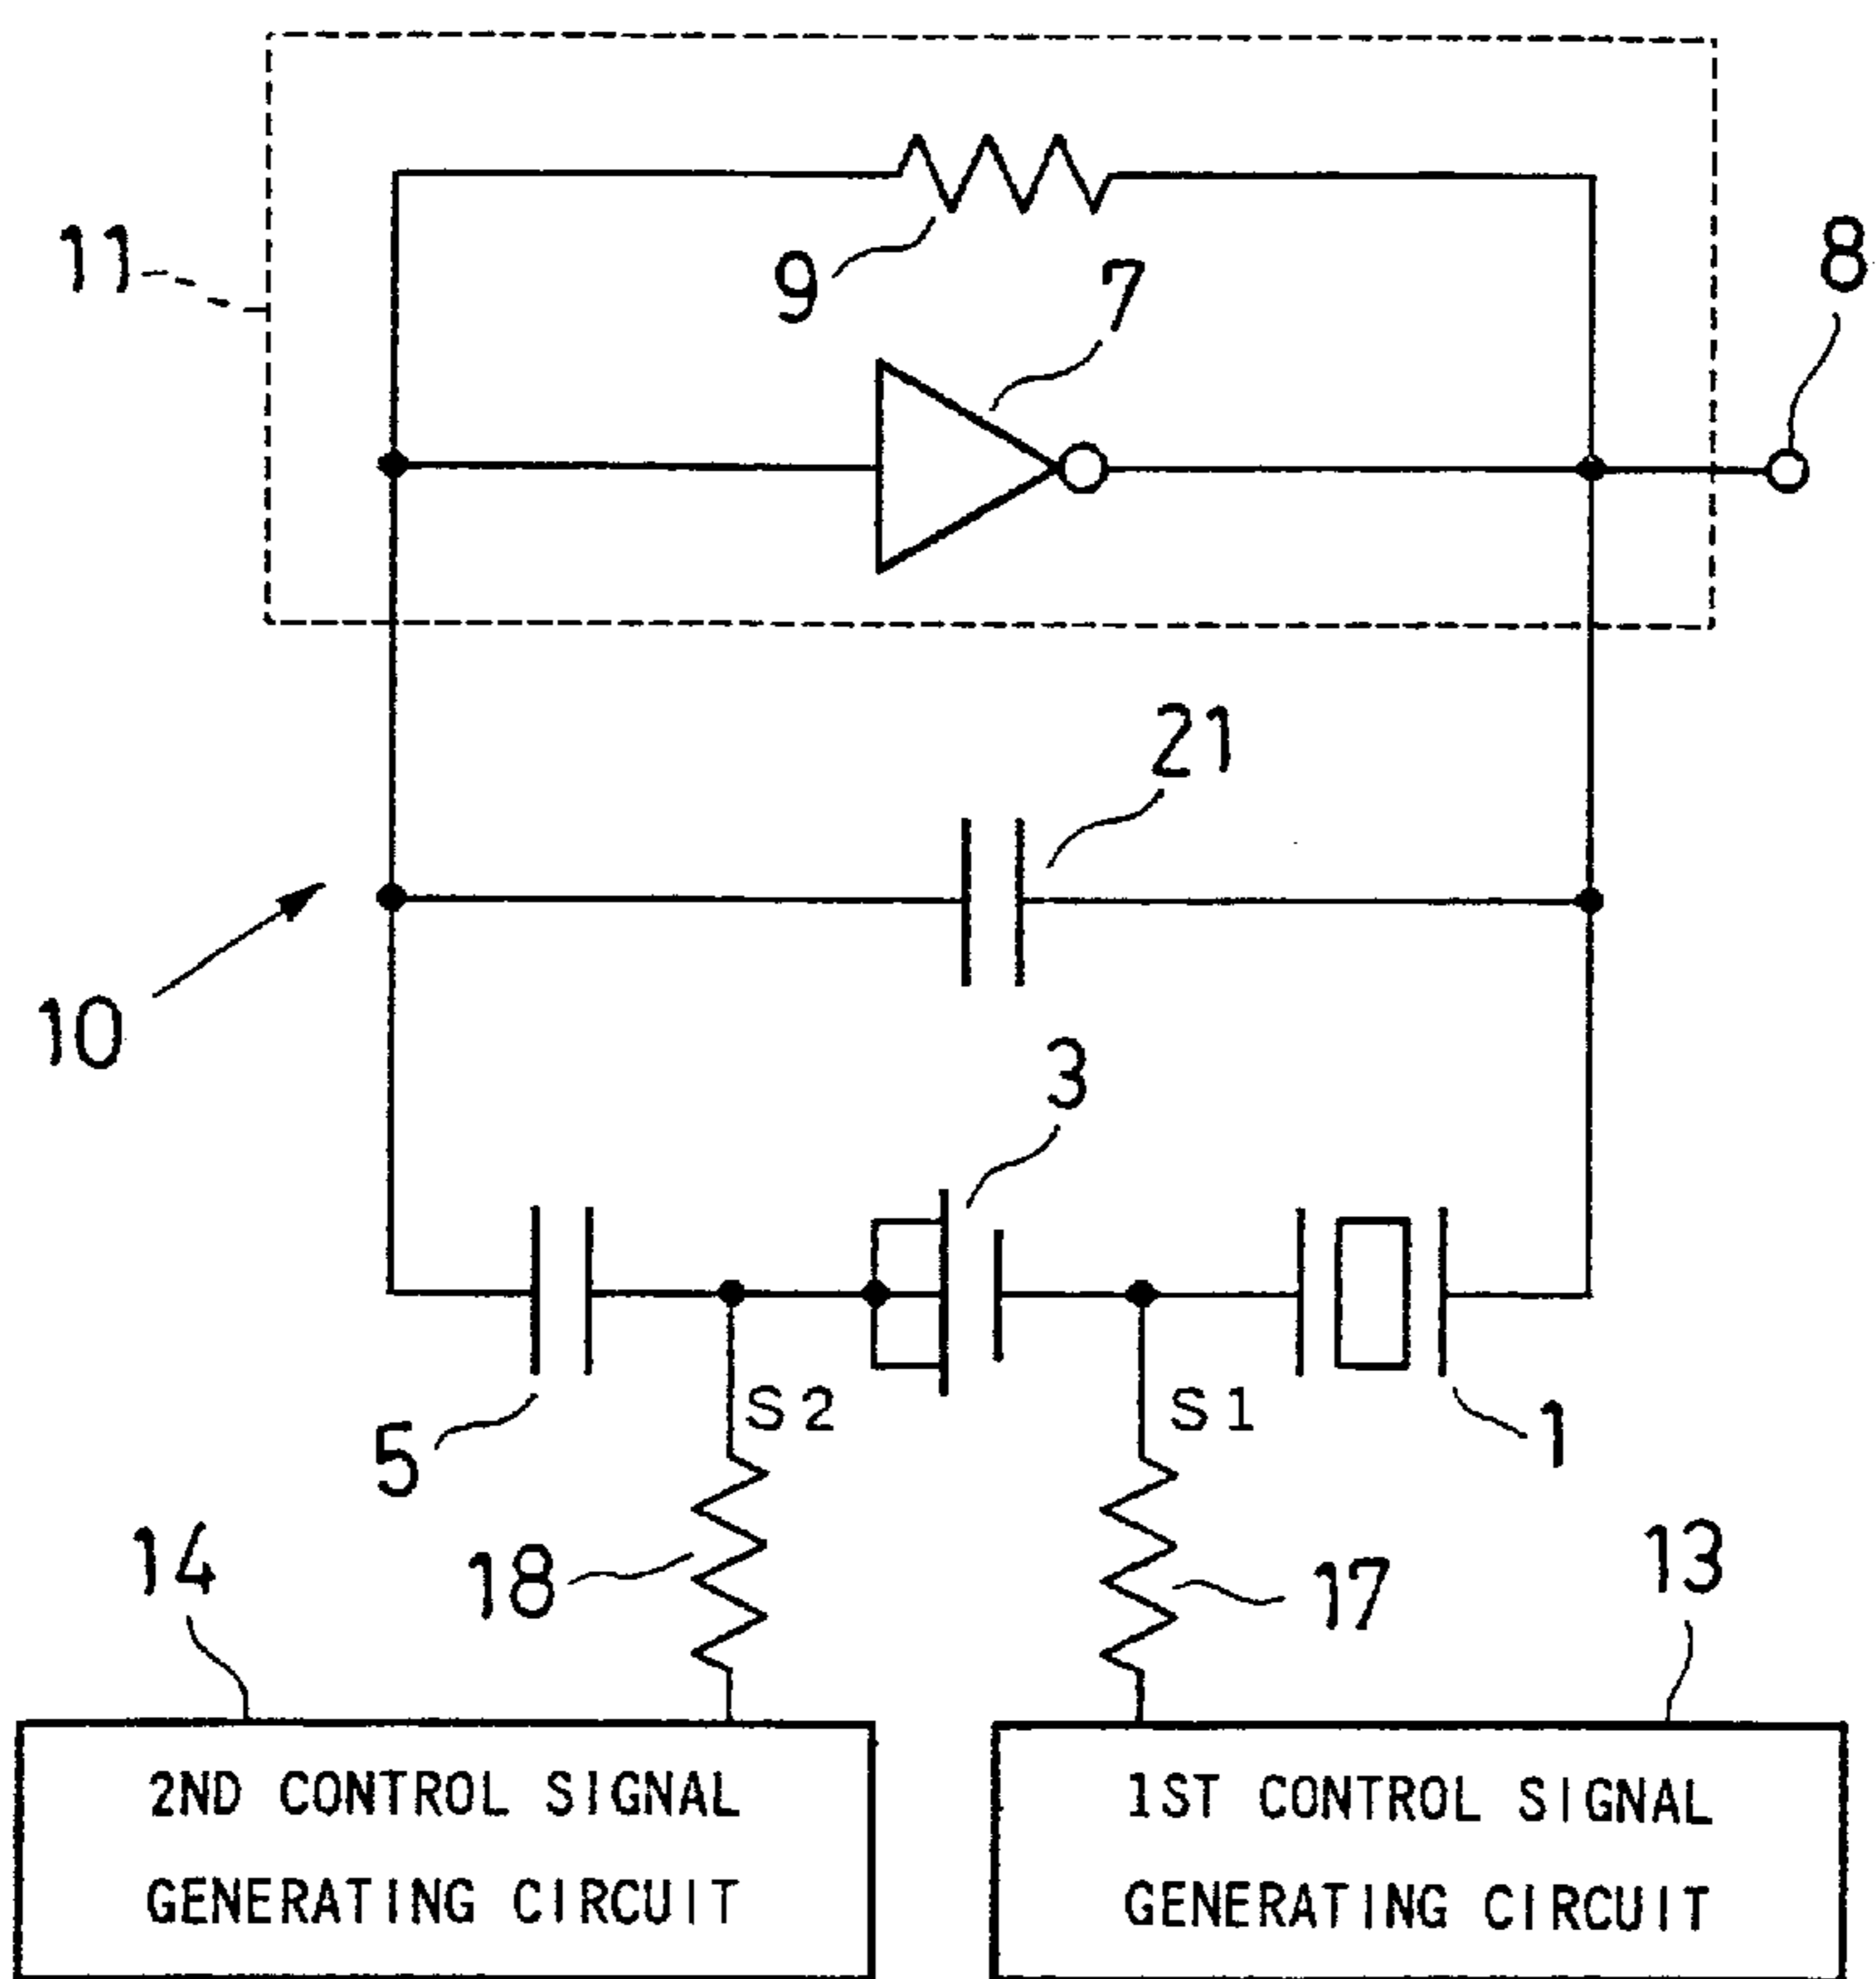 11
9
7
8
21
10
3
S2
S1
5
1
14
18
17
13
2ND CONTROL SIGNAL
GENERATING CIRCUIT
1ST CONTROL SIGNAL
GENERATING CIRCUIT